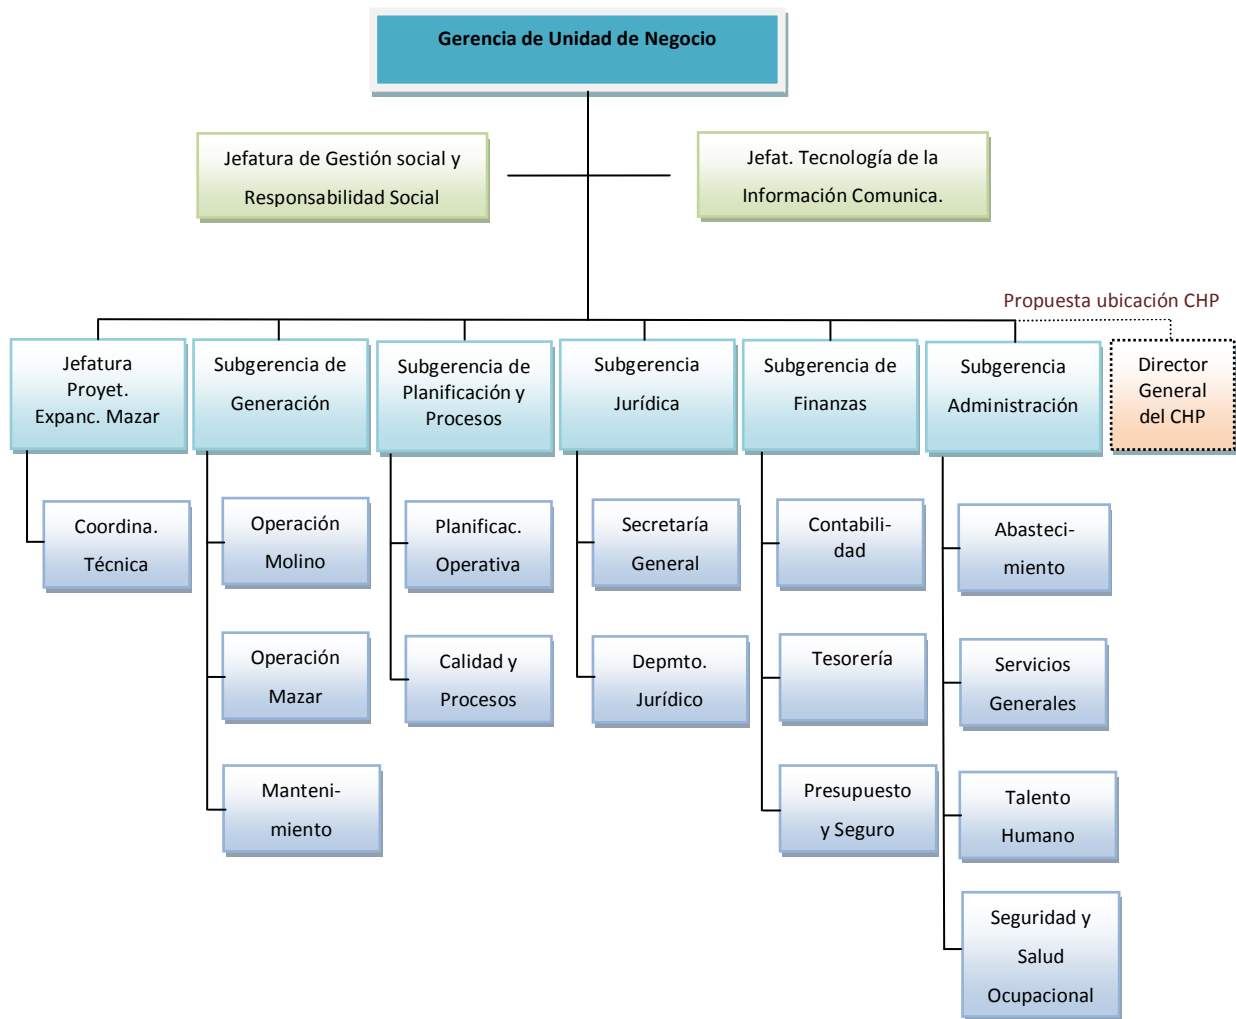 Gerencia de Unidad de Negocio
Jefatura de Gestión social y
Responsabilidad Social
Jefat. Tecnología de la
Información Comunica.
Propuesta ubicación CHP
Jefatura
Proyet.
Expanc. Mazar
Subgerencia de
Generación
Subgerencia de
Planificación y
Procesos
Subgerencia
Jurídica
Subgerencia de
Finanzas
Subgerencia
Administración
Director
General
del CHP
Coordina.
Técnica
Operación
Molino
Planificac.
Operativa
Secretaría
General
Contabili-
dad
Abasteci-
miento
Operación
Mazar
Calidad y
Procesos
Depmto.
Jurídico
Tesorería
Servicios
Generales
Manteni-
miento
Presupuesto
y Seguro
Talento
Humano
Seguridad y
Salud
Ocupacional